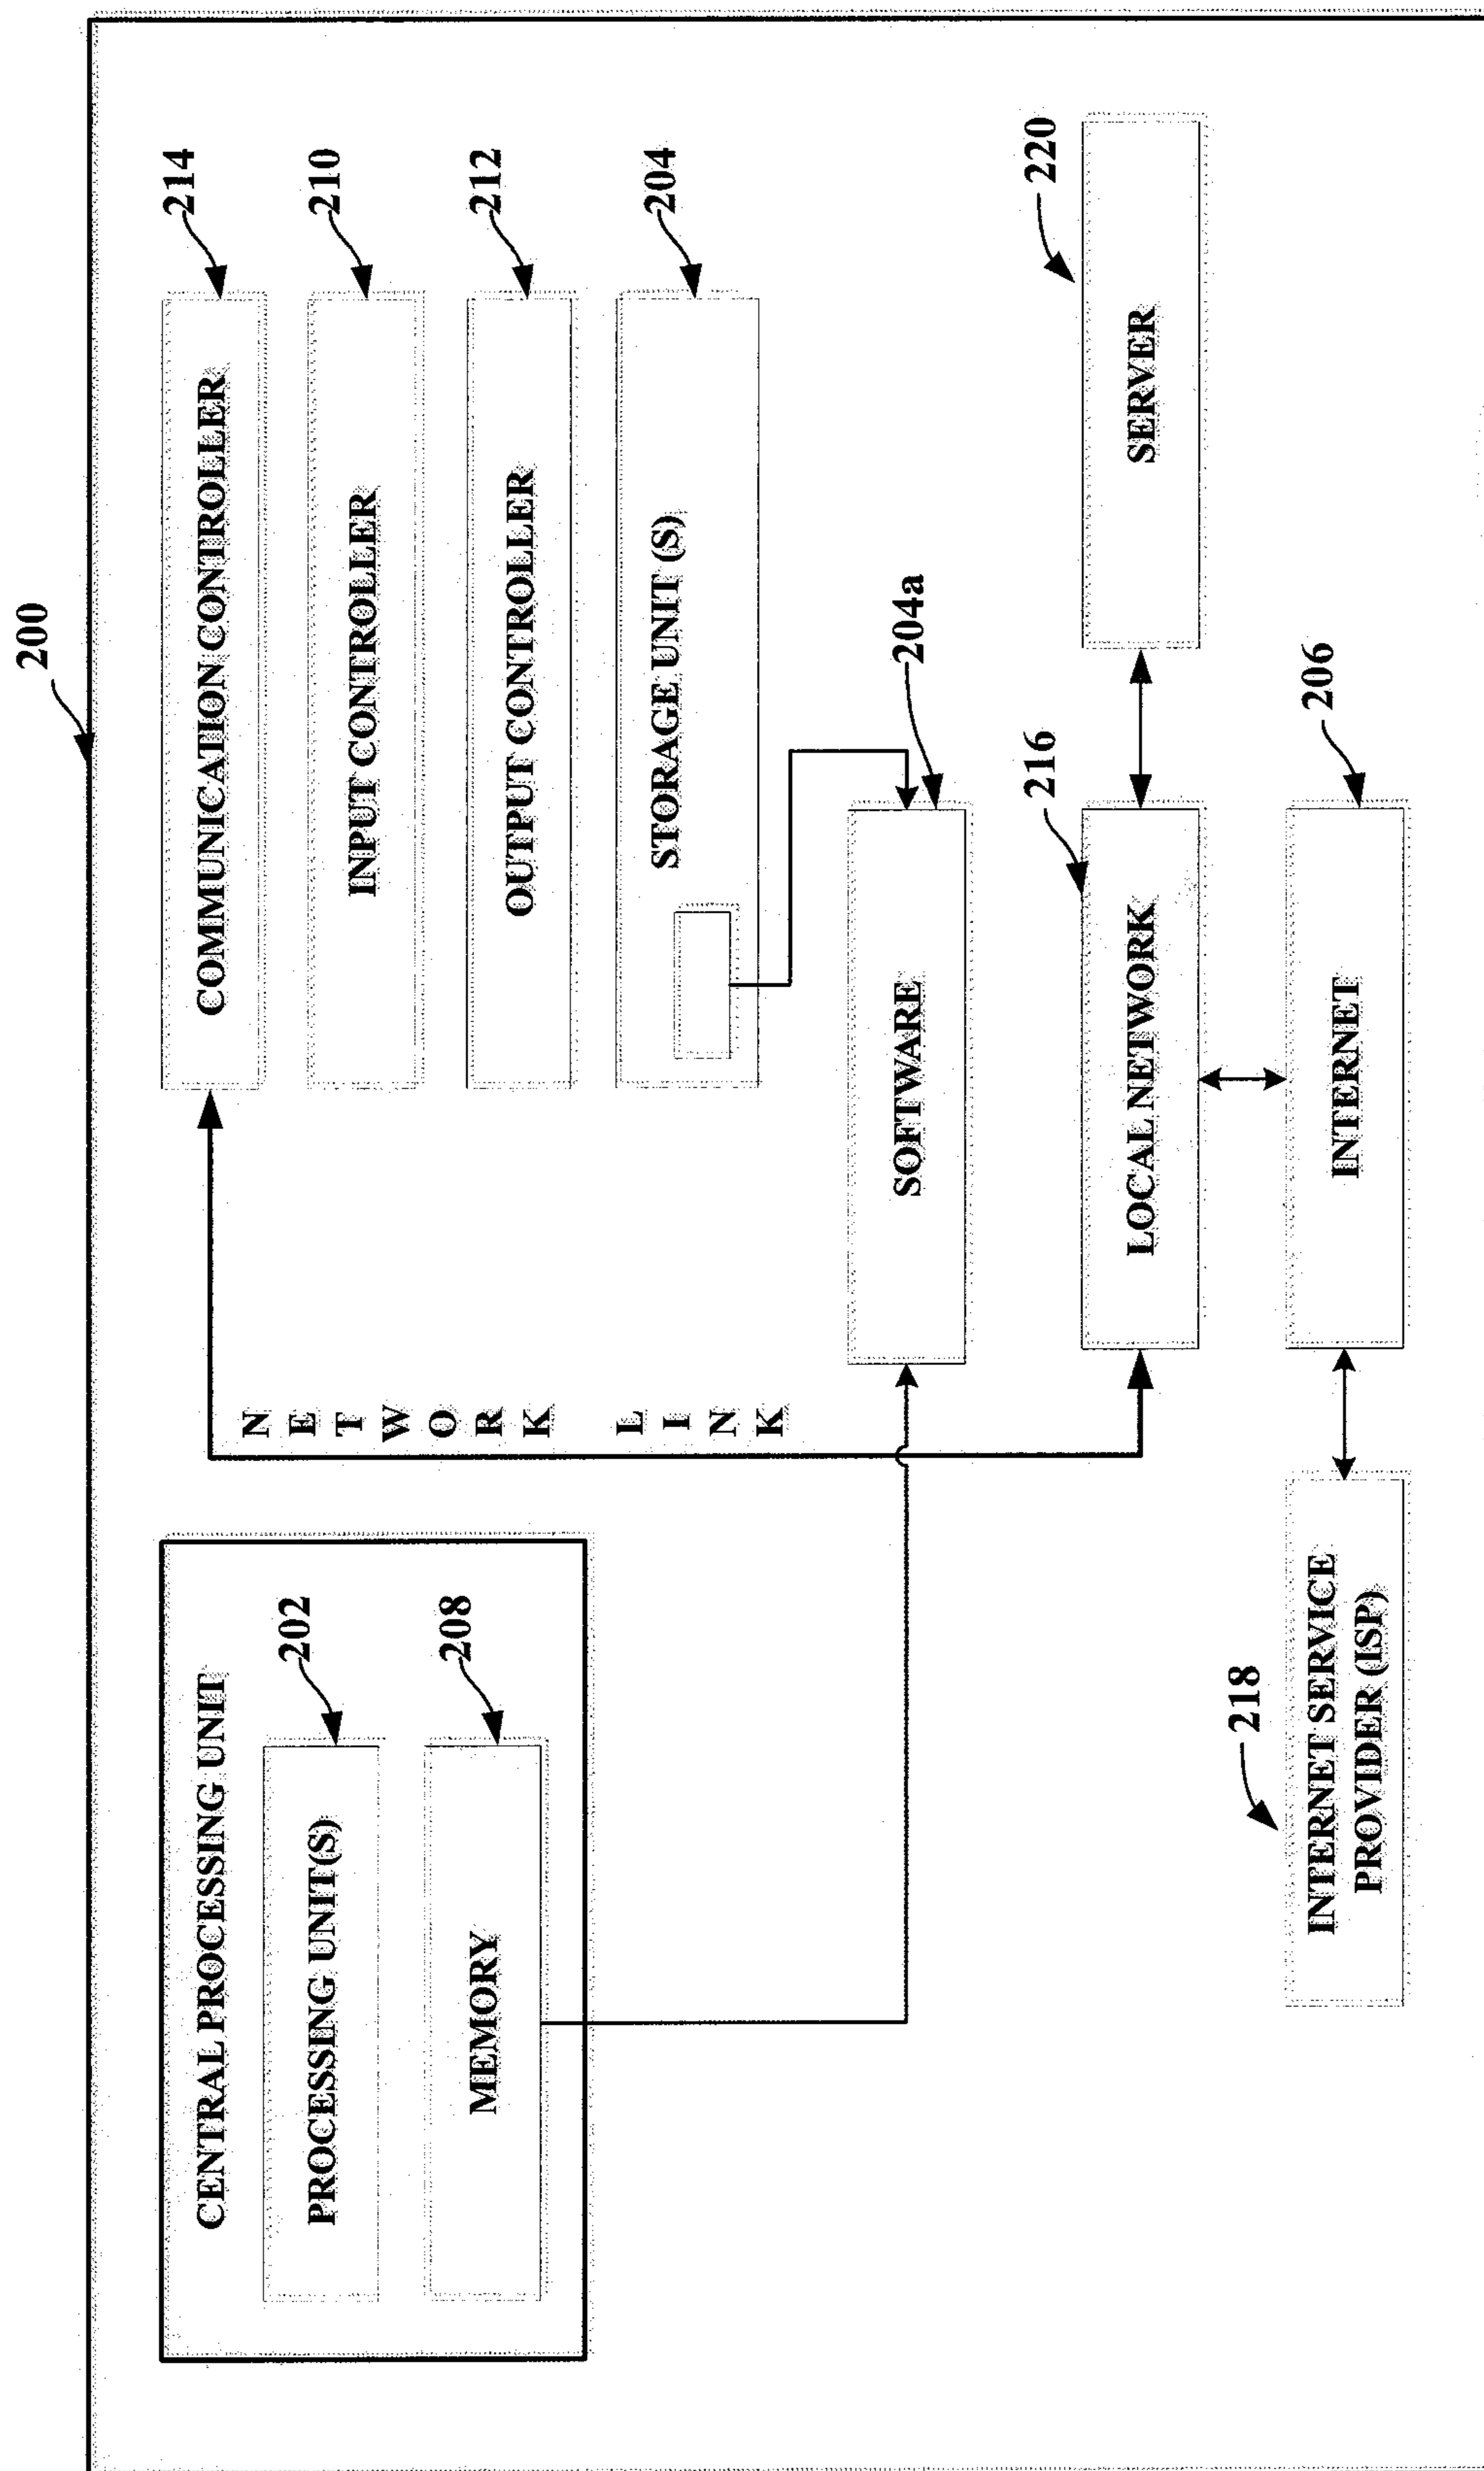 200
CENTRAL PROCESSING UNIT
PROCESSING UNIT(S)
202
MEMORY
208
NETWORK LINK
COMMUNICATION CONTROLLER
214
INPUT CONTROLLER
210
OUTPUT CONTROLLER
212
STORAGE UNIT (S)
204
SOFTWARE
204a
LOCAL NETWORK
216
SERVER
220
INTERNET SERVICE
PROVIDER (ISP)
218
INTERNET
206